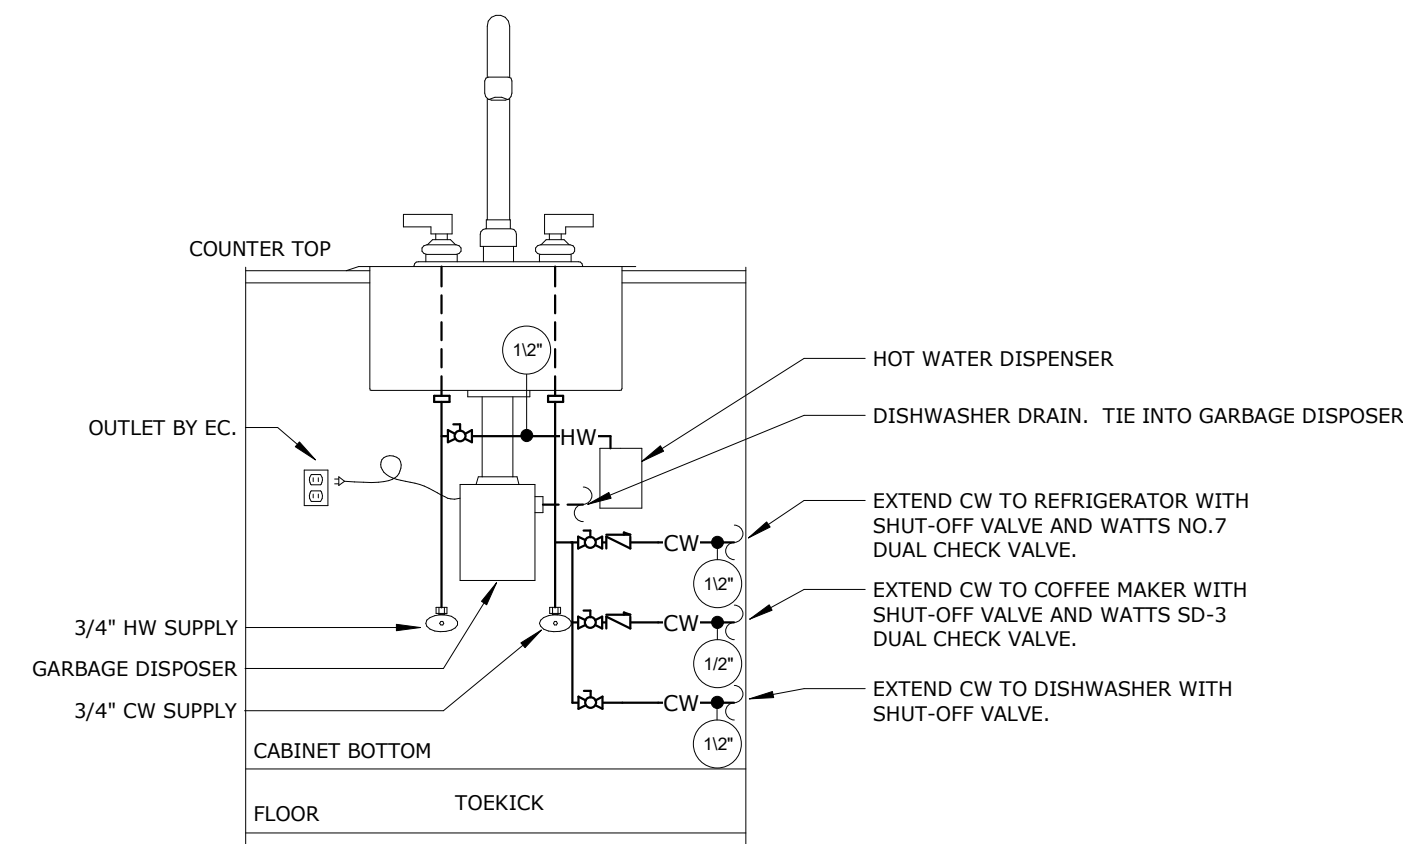 COUNTER TOP
1\2"
HOT WATER DISPENSER
DISHWASHER DRAIN.  TIE INTO GARBAGE DISPOSER
OUTLET BY EC.
HW
EXTEND CW TO REFRIGERATOR WITH
SHUT-OFF VALVE AND WATTS NO.7
DUAL CHECK VALVE.
CW
1\2"
EXTEND CW TO COFFEE MAKER WITH
SHUT-OFF VALVE AND WATTS SD-3
DUAL CHECK VALVE.
CW
1/2"
3/4" HW SUPPLY
GARBAGE DISPOSER
3/4" CW SUPPLY
EXTEND CW TO DISHWASHER WITH
SHUT-OFF VALVE.
CW
1\2"
CABINET BOTTOM
TOEKICK
FLOOR